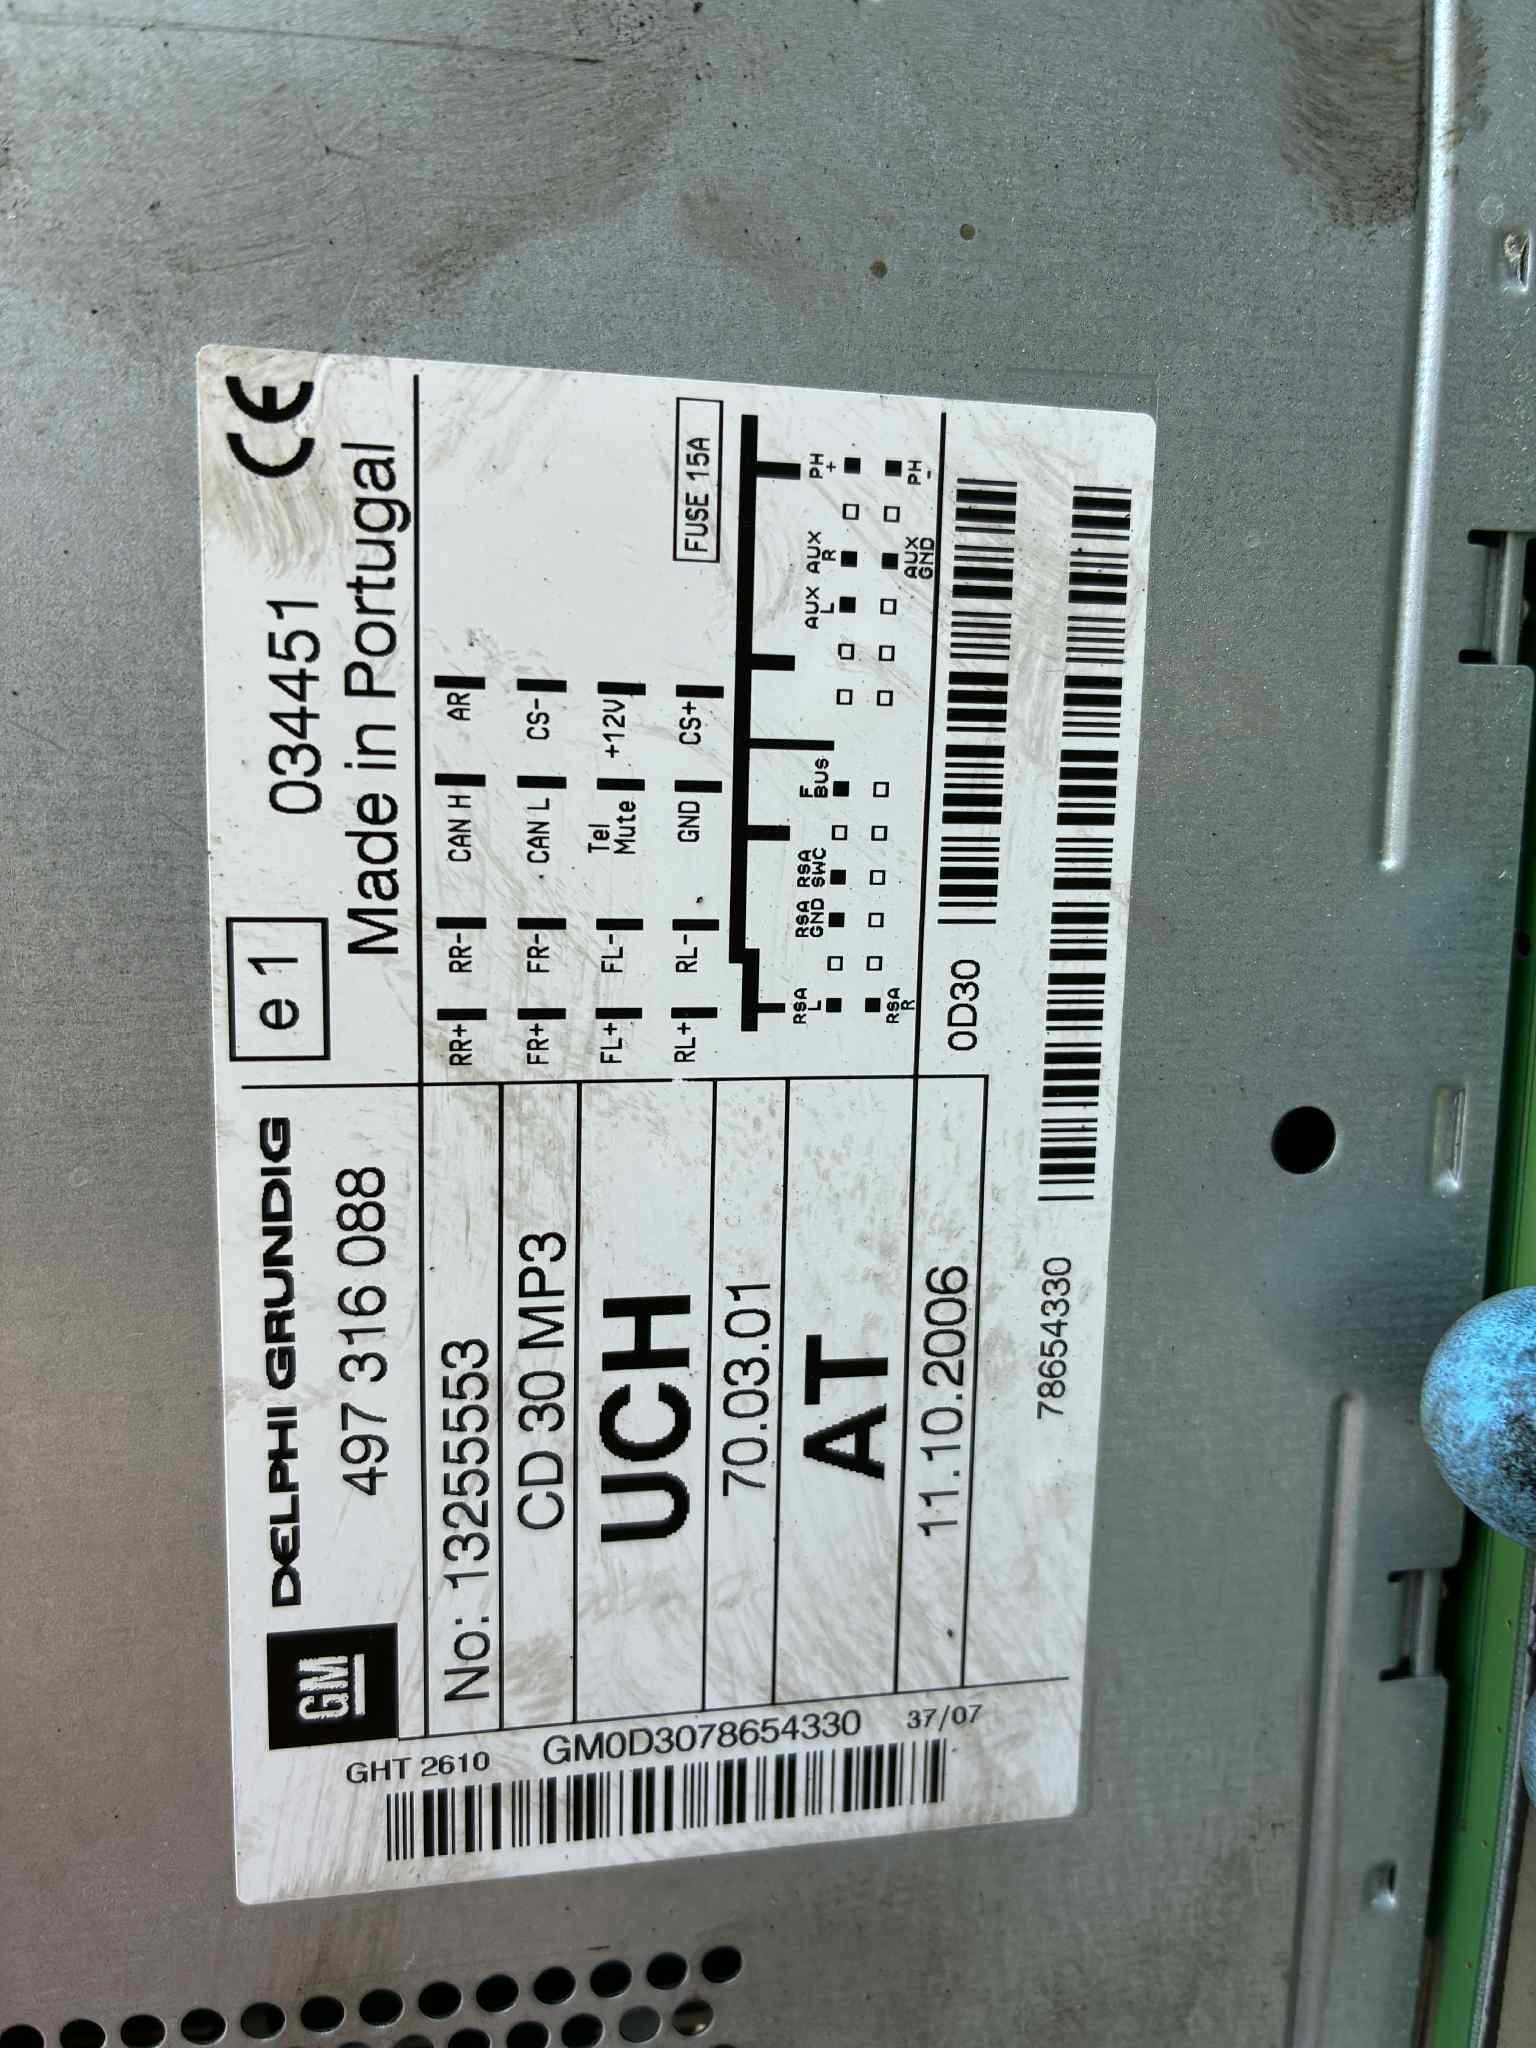 GM
DELPHI GRUNDIG
497 316 088
e 1
034451
CE
Made in Portugal
No: 13255553
CD 30 MP3
UCH
70.03.01
AT
11.10.2006
RR+ RR- CAN H AR
FR+ FR- CAN L CS-
FL+ FL- Tel Mute +12V
RL+ RL- GND CS+
FUSE 15A
RSA L RSA GND RSA SWC F BUS AUX L AUX R PH +
RSA R AUX GND PH -
0D30
78654330
GHT 2610
GM0D3078654330
37/07